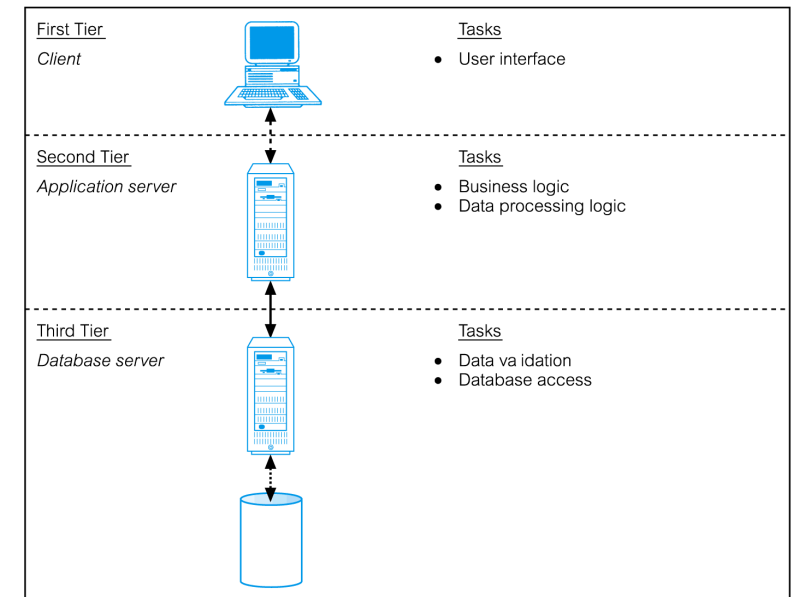 First Tier
Tasks
Client
• User interface
Second Tier
Tasks
Application server
• Business logic
• Data processing logic
Third Tier
Tasks
Database server
• Data va idation
• Database access